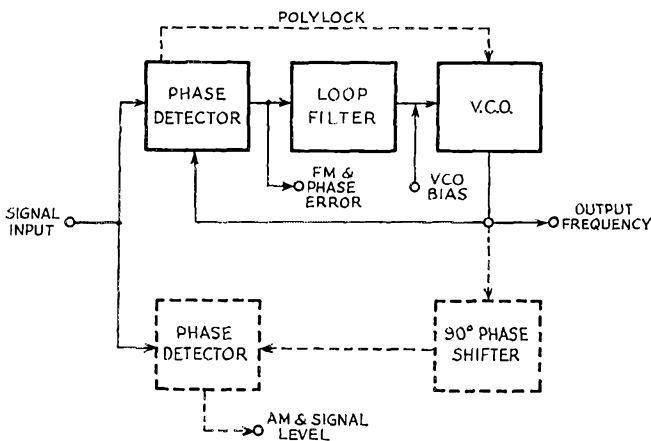 POLYLOCK
PHASE
DETECTOR
LOOP
FILTER
V.C.O.
FM &
PHASE
ERROR
VCO
BIAS
SIGNAL
INPUT
OUTPUT
FREQUENCY
PHASE
DETECTOR
90° PHASE
SHIFTER
AM & SIGNAL
LEVEL